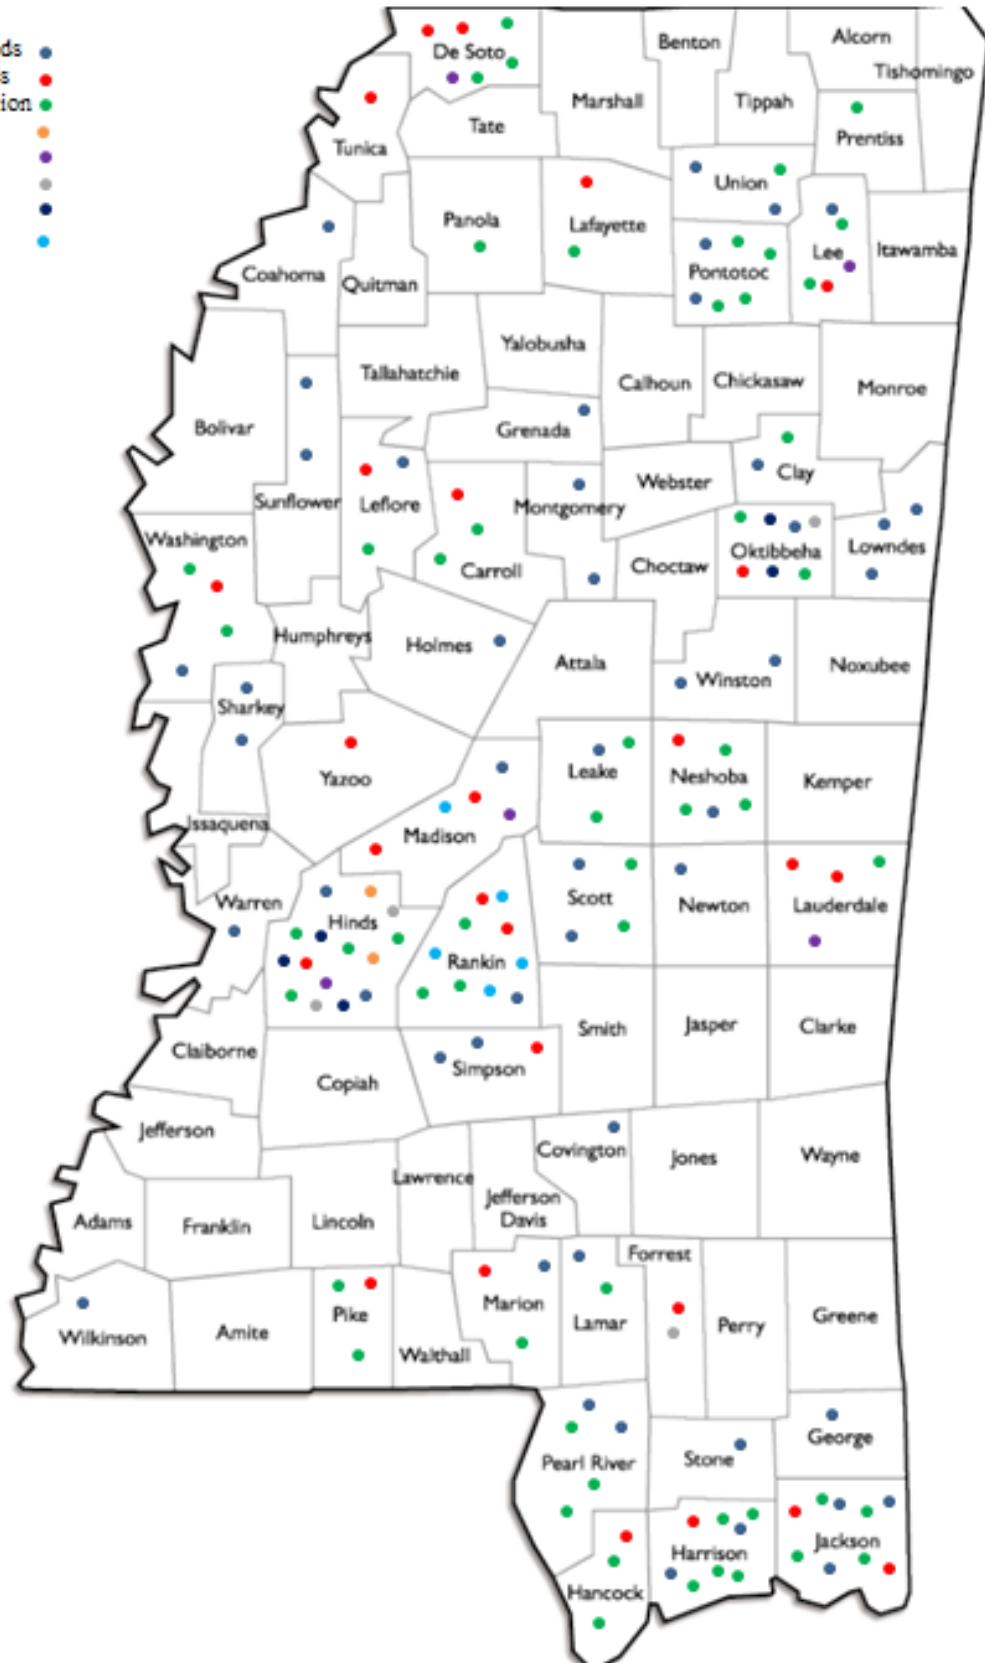 ds
s
ion
De Soto
Benton
Alcorn
Tishomingo
Marshall
Tippah
Tate
Prentiss
Tunica
Union
Panola
Lafayette
Lee
Itawamba
Coahoma
Quitman
Pontotoc
Yalobusha
Tallahatchie
Calhoun
Chickasaw
Monroe
Bolivar
Grenada
Clay
Webster
Sunflower
Leflore
Montgomery
Washington
Oktibbeha
Lowndes
Carroll
Choctaw
Humphreys
Holmes
Attala
Winston
Noxubee
Sharkey
Yazoo
Leake
Neshoba
Kemper
Issaquena
Madison
Warren
Hinds
Scott
Newton
Lauderdale
Rankin
Smith
Jasper
Clarke
Claiborne
Copiah
Simpson
Jefferson
Covington
Jones
Wayne
Lawrence
Adams
Franklin
Lincoln
Jefferson
Davis
Forrest
Wilkinson
Amite
Pike
Marion
Lamar
Perry
Greene
Walthall
George
Pearl River
Stone
Jackson
Harrison
Hancock